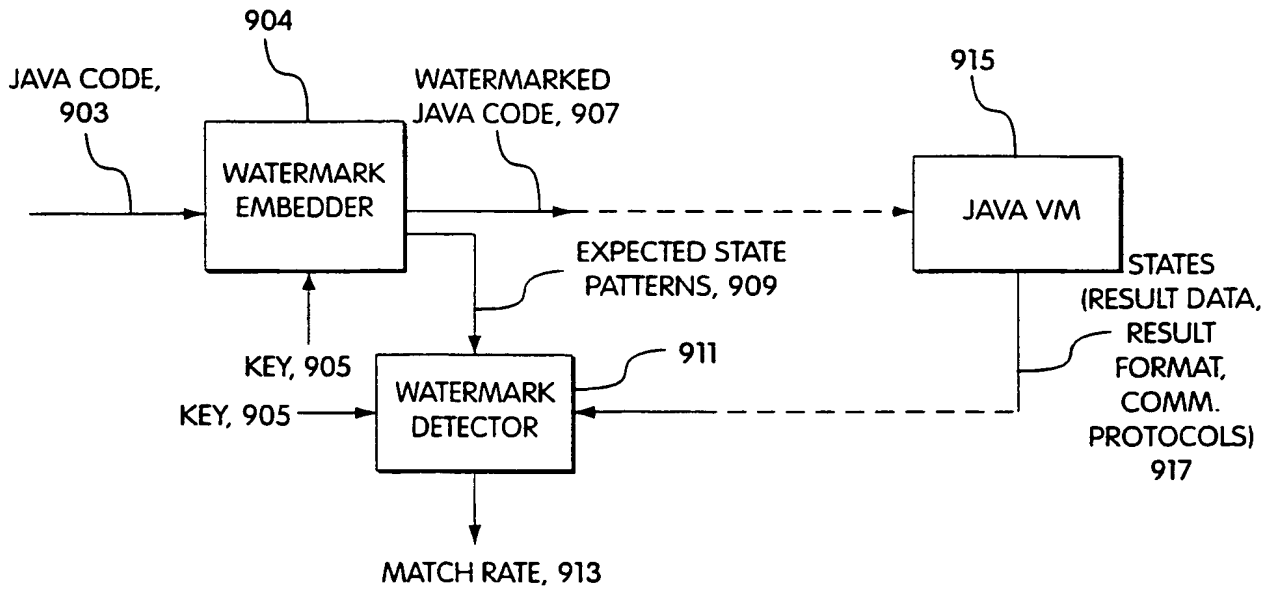 904
JAVA CODE,
903
WATERMARKED
JAVA CODE, 907
915
WATERMARK
EMBEDDER
JAVA VM
EXPECTED STATE
PATTERNS, 909
STATES
(RESULT DATA,
RESULT
FORMAT,
COMM.
PROTOCOLS)
917
KEY, 905
911
KEY, 905
WATERMARK
DETECTOR
MATCH RATE, 913